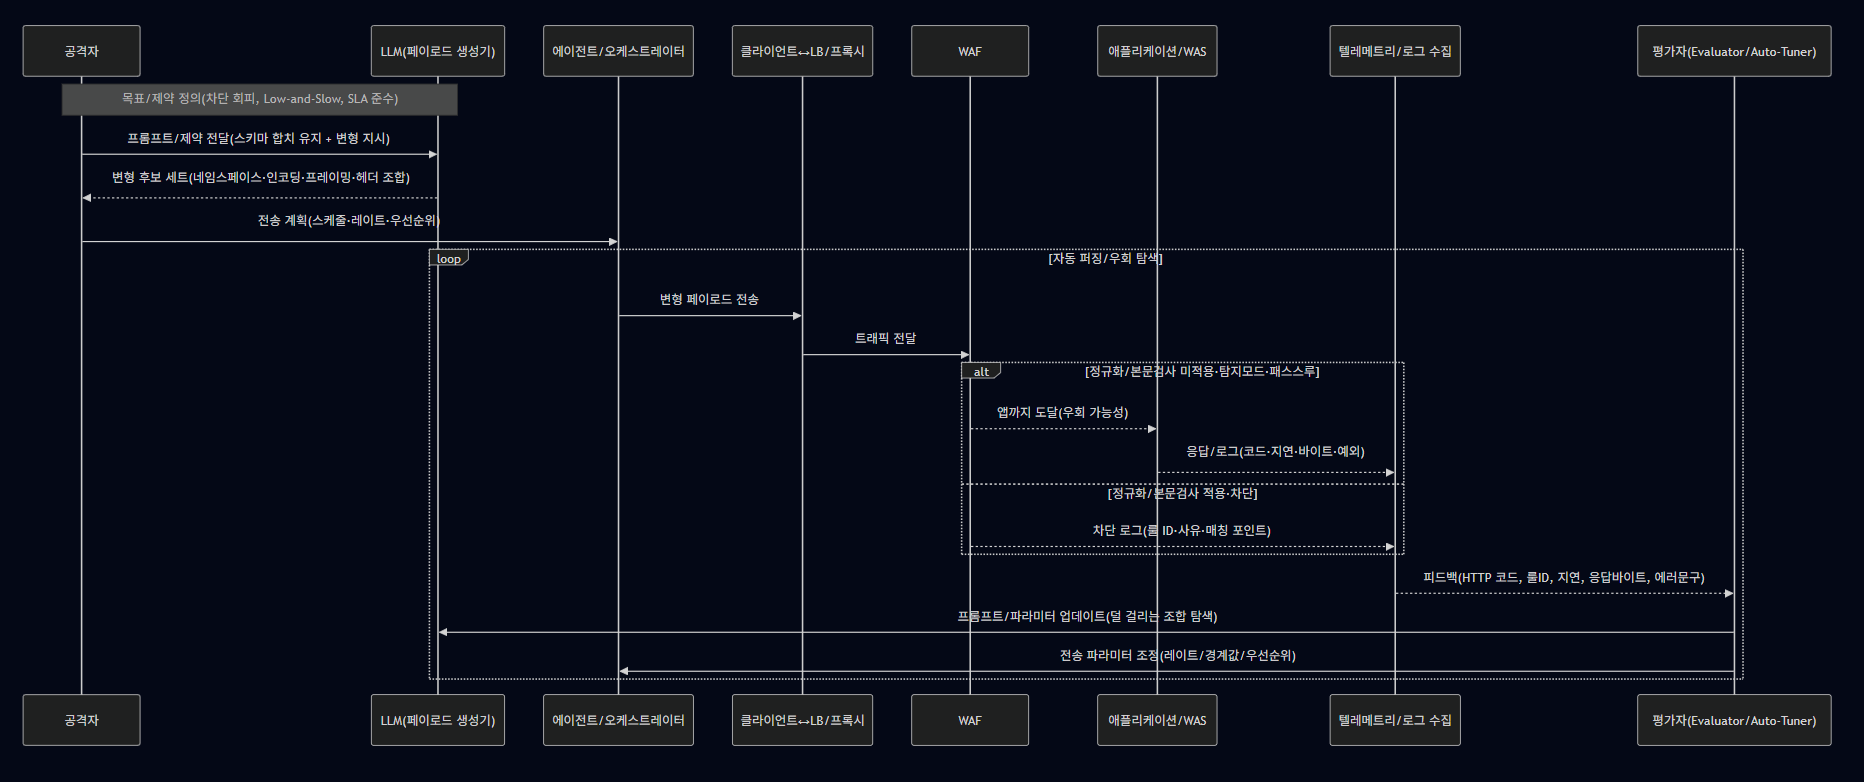 공격자
LLM(페이로드 생성기)
에이전트/오케스트레이터
클라이언트↔LB/프록시
WAF
애플리케이션/WAS
텔레메트리/로그 수집
평가자(Evaluator/Auto-Tuner)
목표/제약 정의(차단 회피, Low-and-Slow, SLA 준수)
프롬프트/제약 전달(스키마 합치 유지 + 변형 지시)
변형 후보 세트(네임스페이스·인코딩·프레이밍·헤더 조합)
전송 계획(스케줄·레이트·우선순위)
loop
[자동 퍼징/우회 탐색]
변형 페이로드 전송
트래픽 전달
alt
[정규화/본문검사 미적용·탐지모드·패스스루]
앱까지 도달(우회 가능성)
응답/로그(코드·지연·바이트·예외)
[정규화/본문검사 적용·차단]
차단 로그(룰 ID·사유·매칭 포인트)
피드백(HTTP 코드, 룰ID, 지연, 응답바이트, 에러문구)
프롬프트/파라미터 업데이트(덜 걸리는 조합 탐색)
전송 파라미터 조정(레이트/경계값/우선순위)
공격자
LLM(페이로드 생성기)
에이전트/오케스트레이터
클라이언트↔LB/프록시
WAF
애플리케이션/WAS
텔레메트리/로그 수집
평가자(Evaluator/Auto-Tuner)